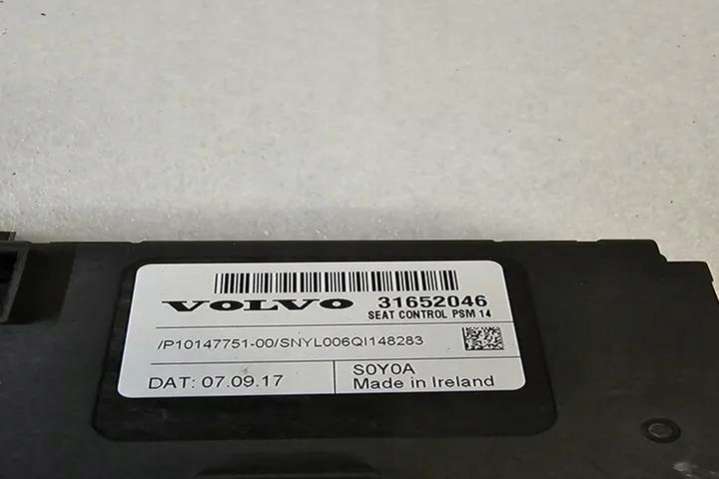 VOLVO 31652046
SEAT CONTROL PSM 14
/P10147751-00/SNYL006QI148283
DAT: 07.09.17
S0Y0A
Made in Ireland